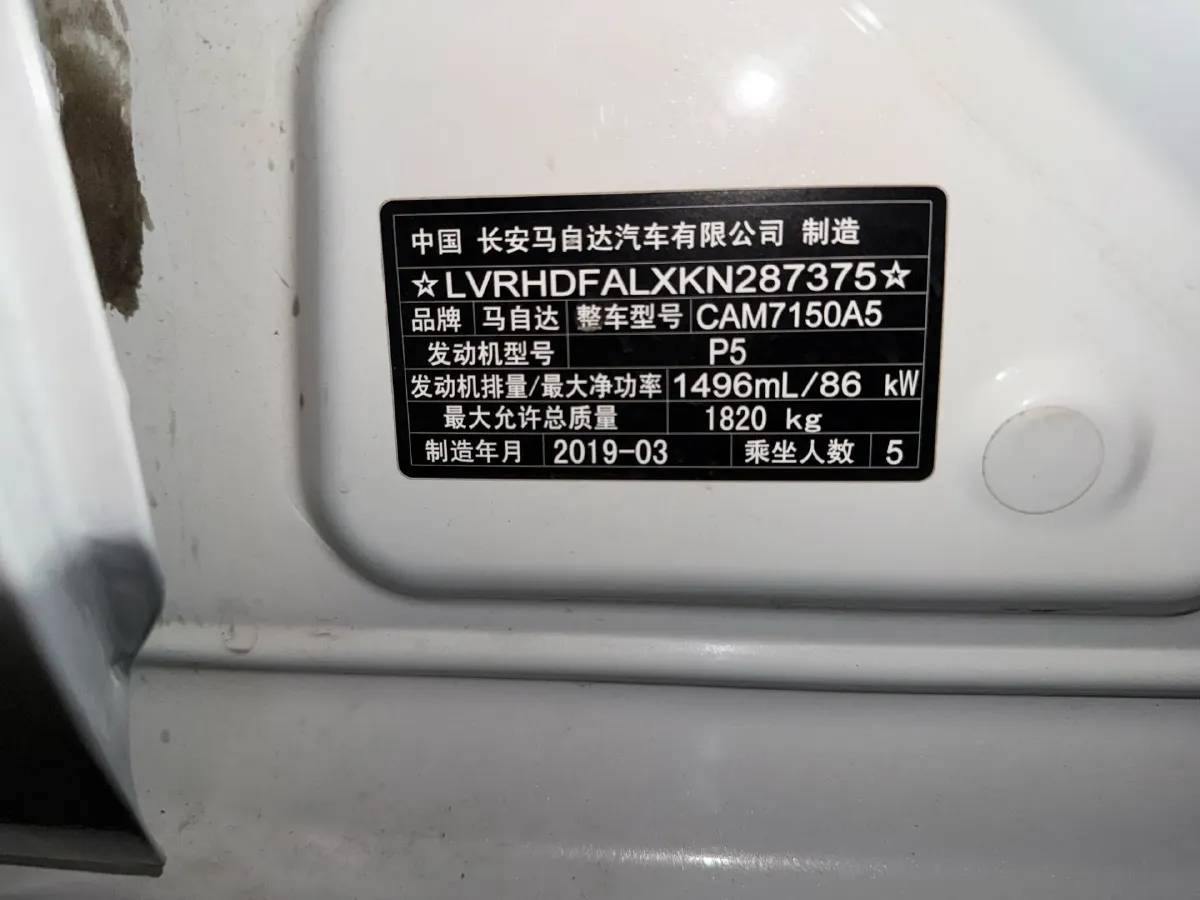 中国 长安马自达汽车有限公司 制造
☆LVRHDFALXKN287375☆
品牌 马自达 整车型号 CAM7150A5
发动机型号 P5
发动机排量/最大净功率 1496mL/86 kW
最大允许总质量 1820 kg
制造年月 2019-03 乘坐人数 5